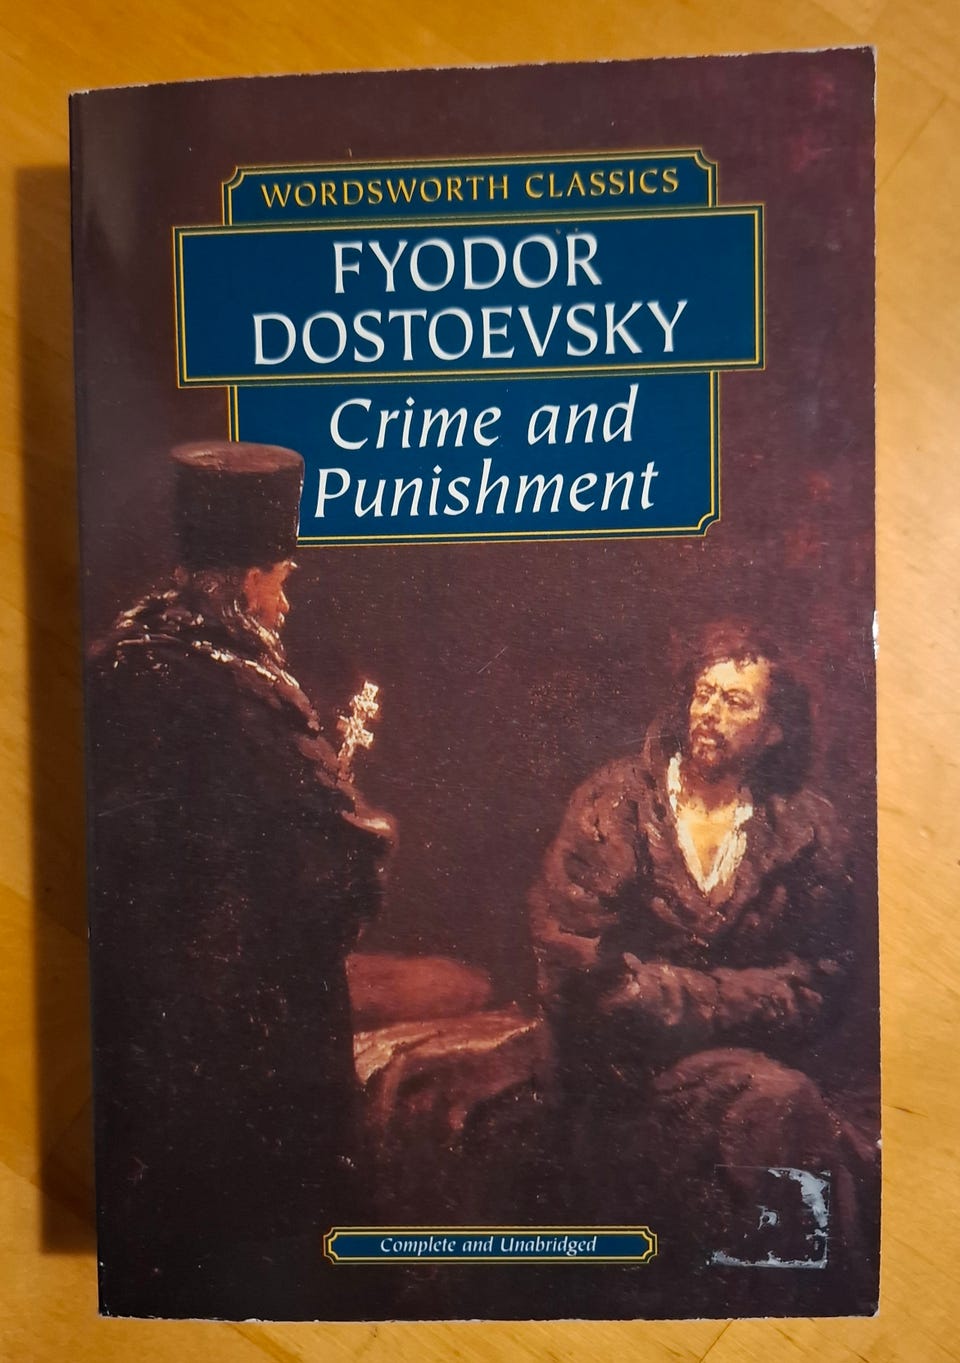 WORDSWORTH CLASSICS
FYODOR
DOSTOEVSKY
Crime and
Punishment
Complete and Unabridged